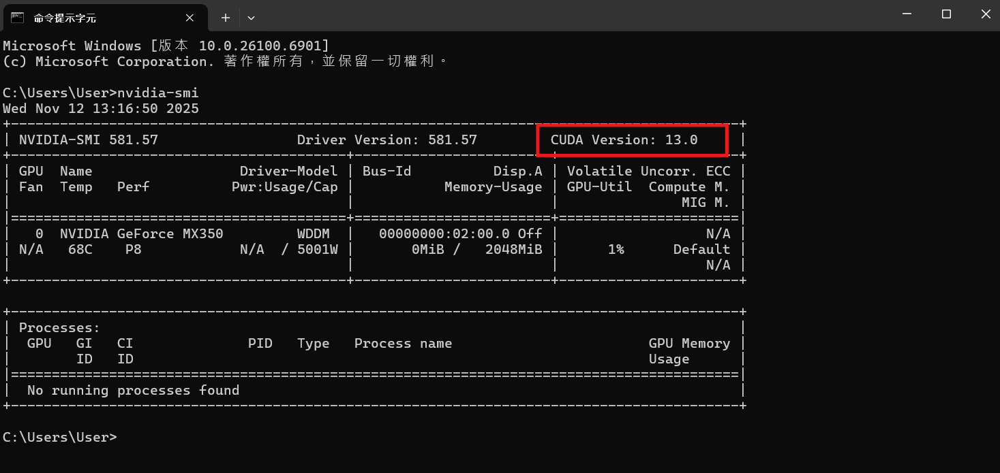 命令提示字元
Microsoft Windows [版本 10.0.26100.6901]
(c) Microsoft Corporation. 著作權所有，並保留一切權利。
C:\Users\User>nvidia-smi
Wed Nov 12 13:16:50 2025
NVIDIA-SMI 581.57 Driver Version: 581.57 CUDA Version: 13.0
GPU Name Driver-Model | Bus-Id Disp.A | Volatile Uncorr. ECC
Fan Temp Perf Pwr:Usage/Cap | Memory-Usage | GPU-Util Compute M.
MIG M.
0 NVIDIA GeForce MX350 WDDM | 00000000:02:00.0 Off | N/A
N/A 68C P8 N/A / 5001W | 0MiB / 2048MiB | 1% Default
N/A
Processes:
GPU GI CI PID Type Process name GPU Memory
ID ID Usage
No running processes found
C:\Users\User>